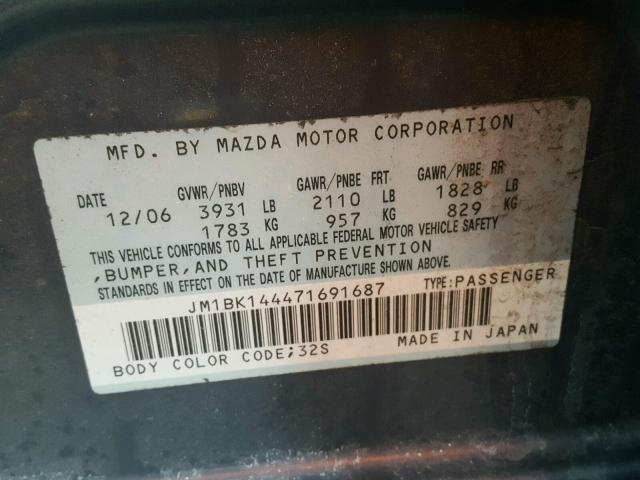 MFD. BY MAZDA MOTOR CORPORATION
DATE GVWR/PNBV GAWR/PNBE FRT GAWR/PNBE RR
12/06 3931 LB 2110 LB 1828 LB
1783 KG 957 KG 829 KG
THIS VEHICLE CONFORMS TO ALL APPLICABLE FEDERAL MOTOR VEHICLE SAFETY
,BUMPER,AND THEFT PREVENTION
STANDARDS IN EFFECT ON THE DATE OF MANUFACTURE SHOWN ABOVE.
JM1BK144471691687 TYPE:PASSENGER
BODY COLOR CODE;32S MADE IN JAPAN